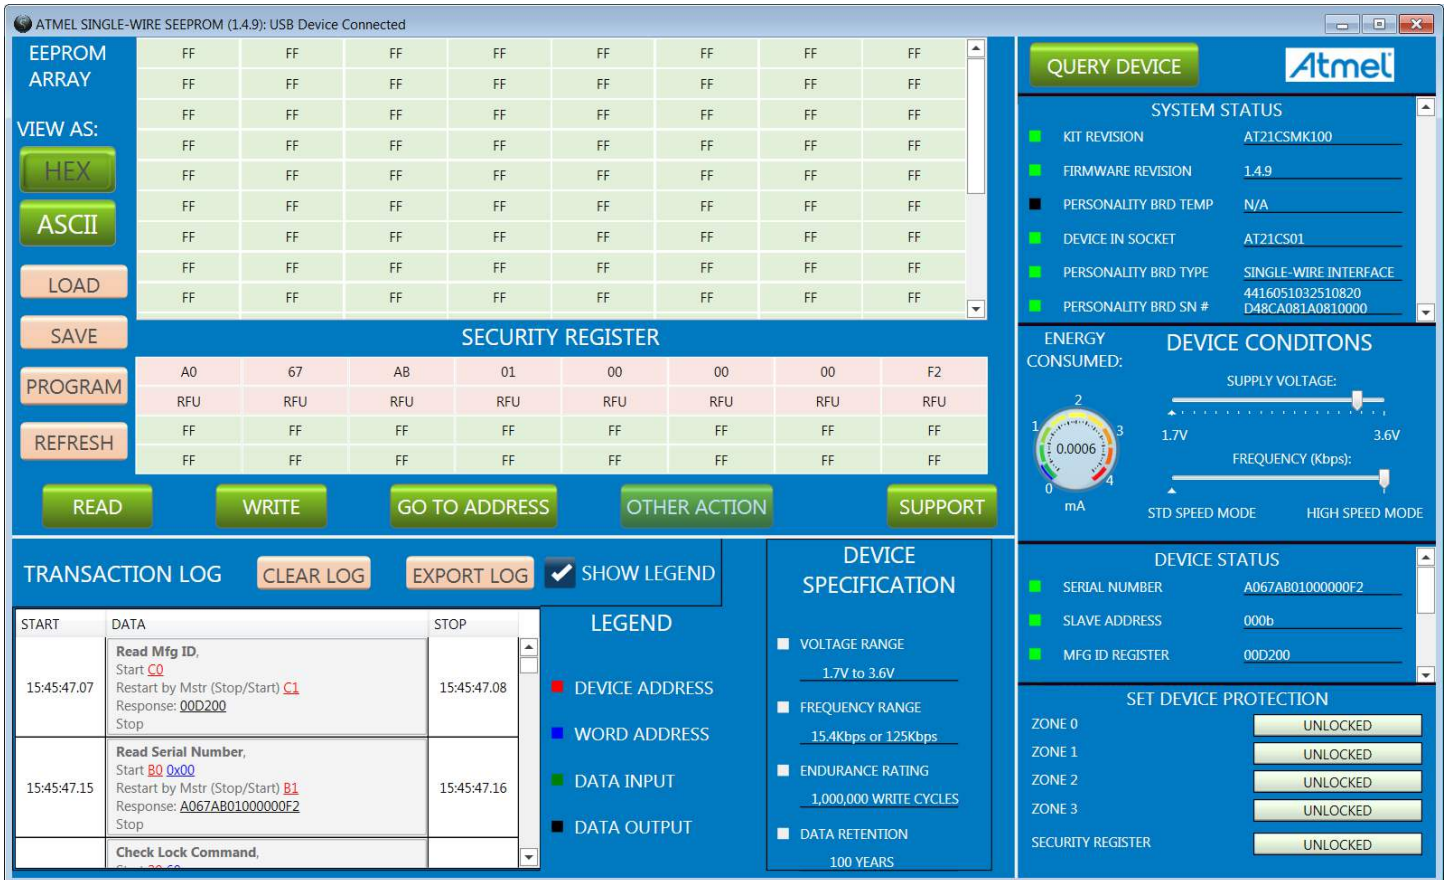 ATMEL SINGLE-WIRE SEEPROM (1.4.9): USB Device Connected
EEPROM
ARRAY
VIEW AS:
HEX
ASCII
LOAD
SAVE
PROGRAM
REFRESH
FF FF FF FF FF FF FF FF
FF FF FF FF FF FF FF FF
FF FF FF FF FF FF FF FF
FF FF FF FF FF FF FF FF
FF FF FF FF FF FF FF FF
FF FF FF FF FF FF FF FF
FF FF FF FF FF FF FF FF
FF FF FF FF FF FF FF FF
FF FF FF FF FF FF FF FF
SECURITY REGISTER
A0 67 AB 01 00 00 00 F2
RFU RFU RFU RFU RFU RFU RFU RFU
FF FF FF FF FF FF FF FF
FF FF FF FF FF FF FF FF
READ WRITE GO TO ADDRESS OTHER ACTION SUPPORT
TRANSACTION LOG CLEAR LOG EXPORT LOG SHOW LEGEND
START DATA STOP
Read Mfg ID,
Start C0
15:45:47.07 Restart by Mstr (Stop/Start) C1 15:45:47.08
Response: 00D200
Stop
Read Serial Number,
Start B0 0x00
15:45:47.15 Restart by Mstr (Stop/Start) B1 15:45:47.16
Response: A067AB01000000F2
Stop
Check Lock Command,
LEGEND
DEVICE ADDRESS
WORD ADDRESS
DATA INPUT
DATA OUTPUT
DEVICE
SPECIFICATION
VOLTAGE RANGE
1.7V to 3.6V
FREQUENCY RANGE
15.4Kbps or 125Kbps
ENDURANCE RATING
1,000,000 WRITE CYCLES
DATA RETENTION
100 YEARS
QUERY DEVICE Atmel
SYSTEM STATUS
KIT REVISION AT21CSMK100
FIRMWARE REVISION 1.4.9
PERSONALITY BRD TEMP N/A
DEVICE IN SOCKET AT21CS01
PERSONALITY BRD TYPE SINGLE-WIRE INTERFACE
PERSONALITY BRD SN # 4416051032510820
D48CA081A0810000
ENERGY
CONSUMED:
0 1 2 3 4
0.0006
mA
DEVICE CONDITONS
SUPPLY VOLTAGE:
1.7V 3.6V
FREQUENCY (Kbps):
STD SPEED MODE HIGH SPEED MODE
DEVICE STATUS
SERIAL NUMBER A067AB01000000F2
SLAVE ADDRESS 000b
MFG ID REGISTER 00D200
SET DEVICE PROTECTION
ZONE 0 UNLOCKED
ZONE 1 UNLOCKED
ZONE 2 UNLOCKED
ZONE 3 UNLOCKED
SECURITY REGISTER UNLOCKED